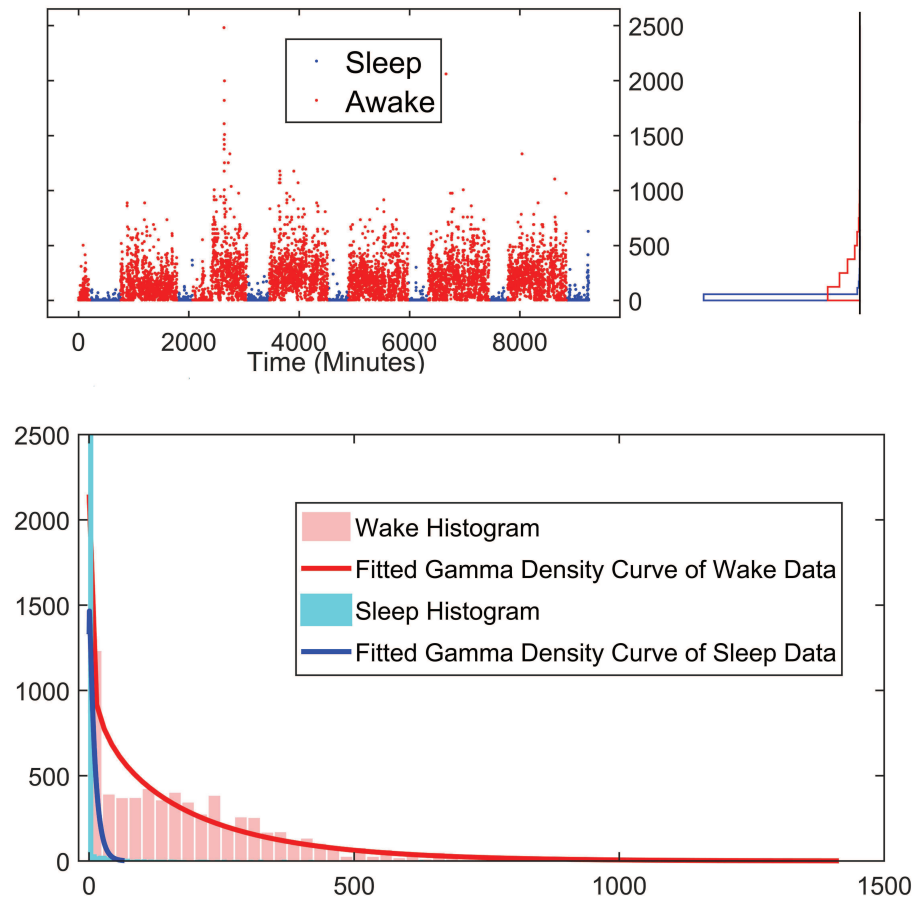 2500
2000
1500
1000
500
0
Sleep
Awake
0 2000 4000 6000 8000
Time (Minutes)
2500
2000
1500
1000
500
0
Wake Histogram
Fitted Gamma Density Curve of Wake Data
Sleep Histogram
Fitted Gamma Density Curve of Sleep Data
0 500 1000 1500